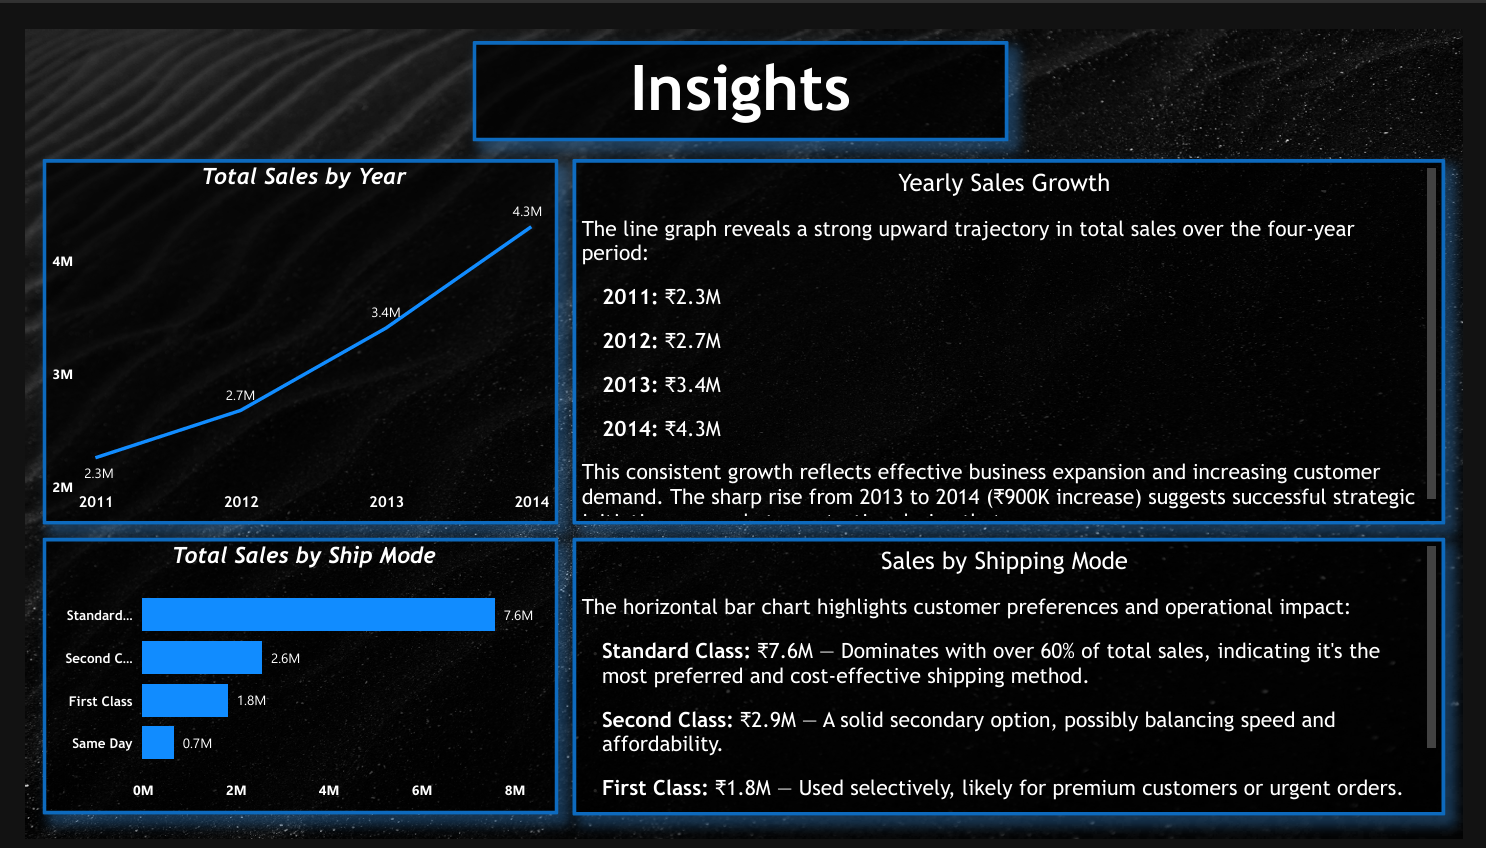 Insights
Total Sales by Year
4.3M
4M
3.4M
3M
2.7M
2.3M
2M
2011 2012 2013 2014
Yearly Sales Growth
The line graph reveals a strong upward trajectory in total sales over the four-year
period:
2011: ₹2.3M
2012: ₹2.7M
2013: ₹3.4M
2014: ₹4.3M
This consistent growth reflects effective business expansion and increasing customer
demand. The sharp rise from 2013 to 2014 (₹900K increase) suggests successful strategic
Total Sales by Ship Mode
Standard... 7.6M
Second C... 2.6M
First Class 1.8M
Same Day 0.7M
0M 2M 4M 6M 8M
Sales by Shipping Mode
The horizontal bar chart highlights customer preferences and operational impact:
Standard Class: ₹7.6M — Dominates with over 60% of total sales, indicating it's the
most preferred and cost-effective shipping method.
Second Class: ₹2.9M — A solid secondary option, possibly balancing speed and
affordability.
First Class: ₹1.8M — Used selectively, likely for premium customers or urgent orders.